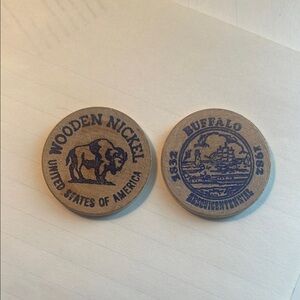 WOODEN NICKEL
UNITED STATES OF AMERICA
BUFFALO
1832
1982
SESQUICENTENNIAL